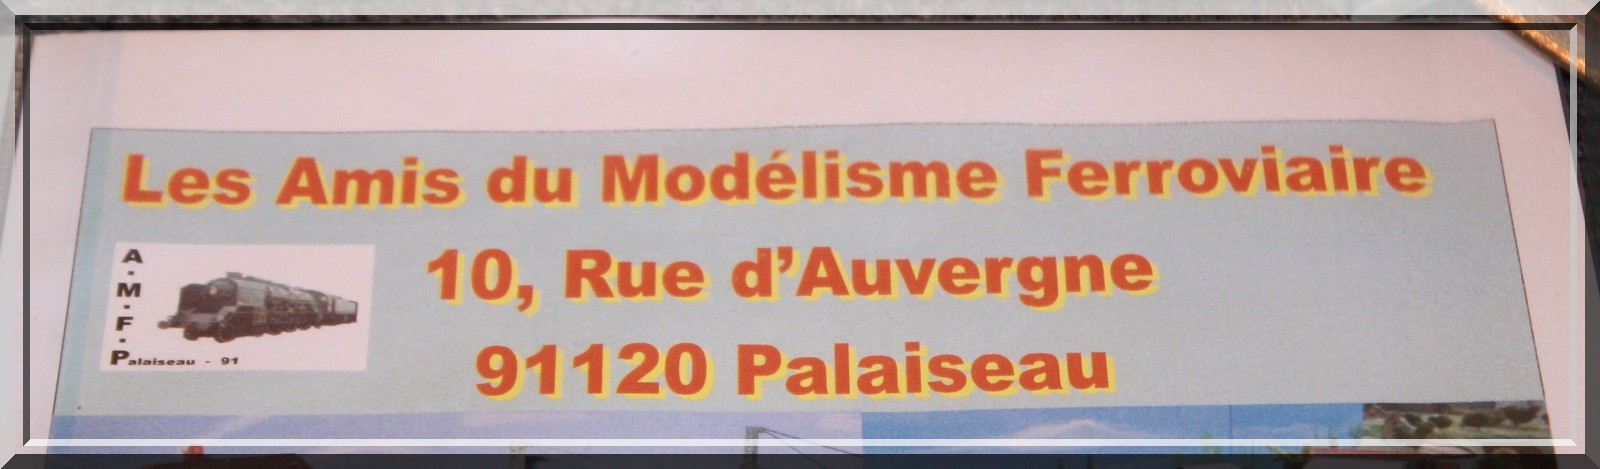 Les Amis du Modélisme Ferroviaire
10, Rue d'Auvergne
91120 Palaiseau
A.M.F.Palaiseau - 91